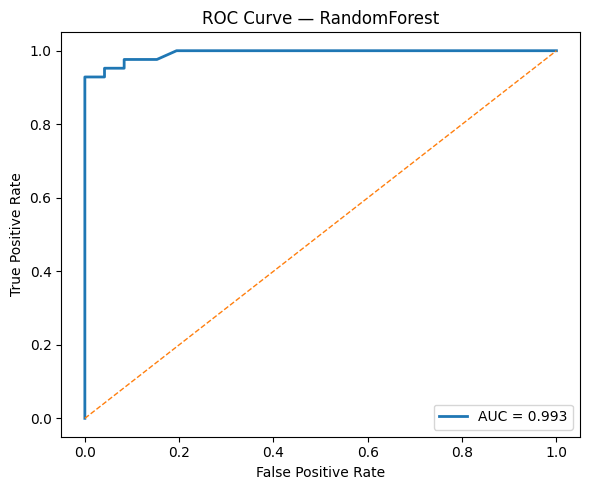 ROC Curve — RandomForest
1.0
0.8
0.6
0.4
0.2
0.0
True Positive Rate
AUC = 0.993
0.0 0.2 0.4 0.6 0.8 1.0
False Positive Rate